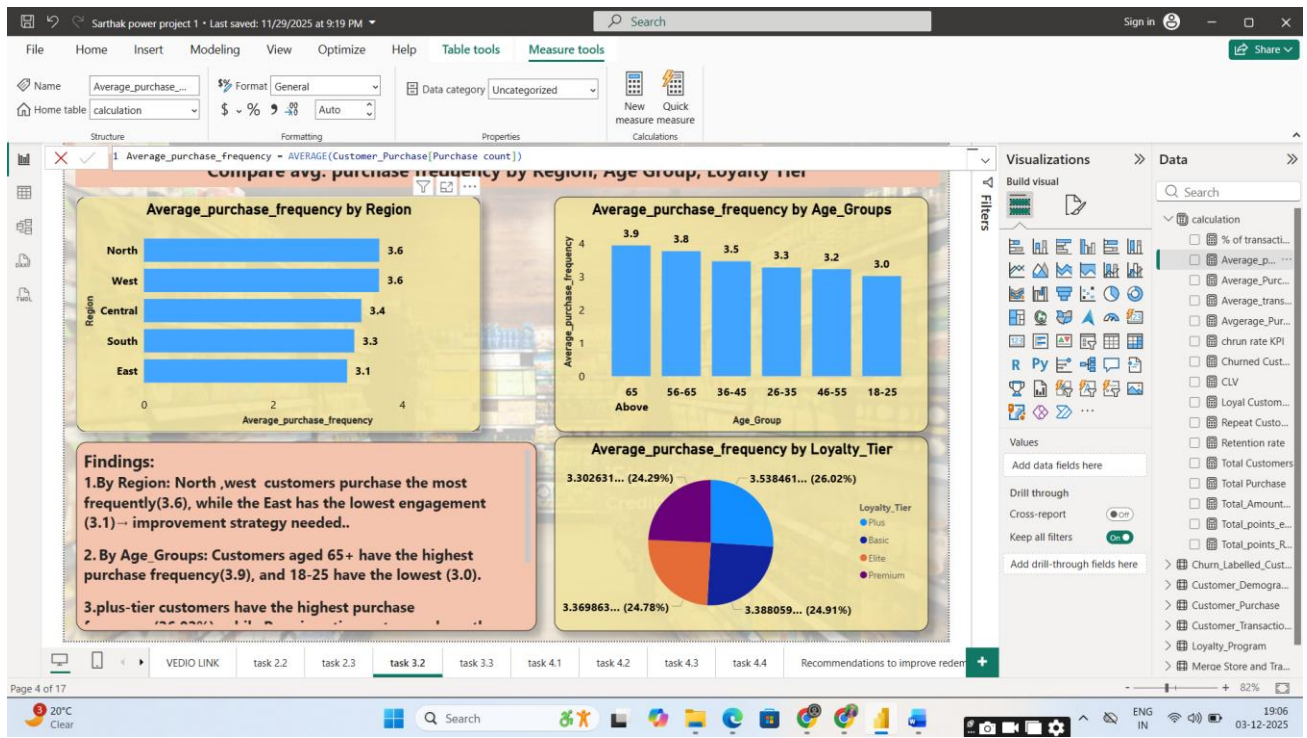 Sarthak power project 1 • Last saved: 11/29/2025 at 9:19 PM
Search
Sign in
File Home Insert Modeling View Optimize Help Table tools Measure tools
Share
Name Average_purchase_...
Home table calculation
Structure
$% Format General
$ % Auto
Formatting
Data category Uncategorized
Properties
New measure
Quick measure
Calculations
1 Average_purchase_frequency = AVERAGE(Customer_Purchase[Purchase count])
Compare avg. purchase frequency by Region, Age Group, Loyalty Tier
Average_purchase_frequency by Region
Region
North 3.6
West 3.6
Central 3.4
South 3.3
East 3.1
0 2 4
Average_purchase_frequency
Average_purchase_frequency by Age_Groups
Average_purchase_frequency
4
3
2
1
0
3.9 3.8 3.5 3.3 3.2 3.0
65 Above 56-65 36-45 26-35 46-55 18-25
Age_Group
Findings:
1.By Region: North ,west customers purchase the most
frequently(3.6), while the East has the lowest engagement
(3.1)→ improvement strategy needed..
2. By Age_Groups: Customers aged 65+ have the highest
purchase frequency(3.9), and 18-25 have the lowest (3.0).
3.plus-tier customers have the highest purchase
Average_purchase_frequency by Loyalty_Tier
3.302631... (24.29%)
3.538461... (26.02%)
3.369863... (24.78%)
3.388059... (24.91%)
Loyalty_Tier
Plus
Basic
Elite
Premium
Filters
Visualizations
Build visual
R Py
Values
Add data fields here
Drill through
Cross-report Off
Keep all filters On
Add drill-through fields here
Data
Search
calculation
% of transacti...
Average_p...
Average_Purc...
Average_trans...
Avgerage_Pur...
chrun rate KPI
Churned Cust...
CLV
Loyal Custom...
Repeat Custo...
Retention rate
Total Customers
Total Purchase
Total_Amount...
Total_points_e...
Total_points_R...
Churn_Labelled_Cust...
Customer_Demogra...
Customer_Purchase
Customer_Transactio...
Loyalty_Program
Merge Store and Tra...
VEDIO LINK task 2.2 task 2.3 task 3.2 task 3.3 task 4.1 task 4.2 task 4.3 task 4.4 Recommendations to improve redem
Page 4 of 17
82%
3
20°C
Clear
Search
ENG
IN
19:06
03-12-2025